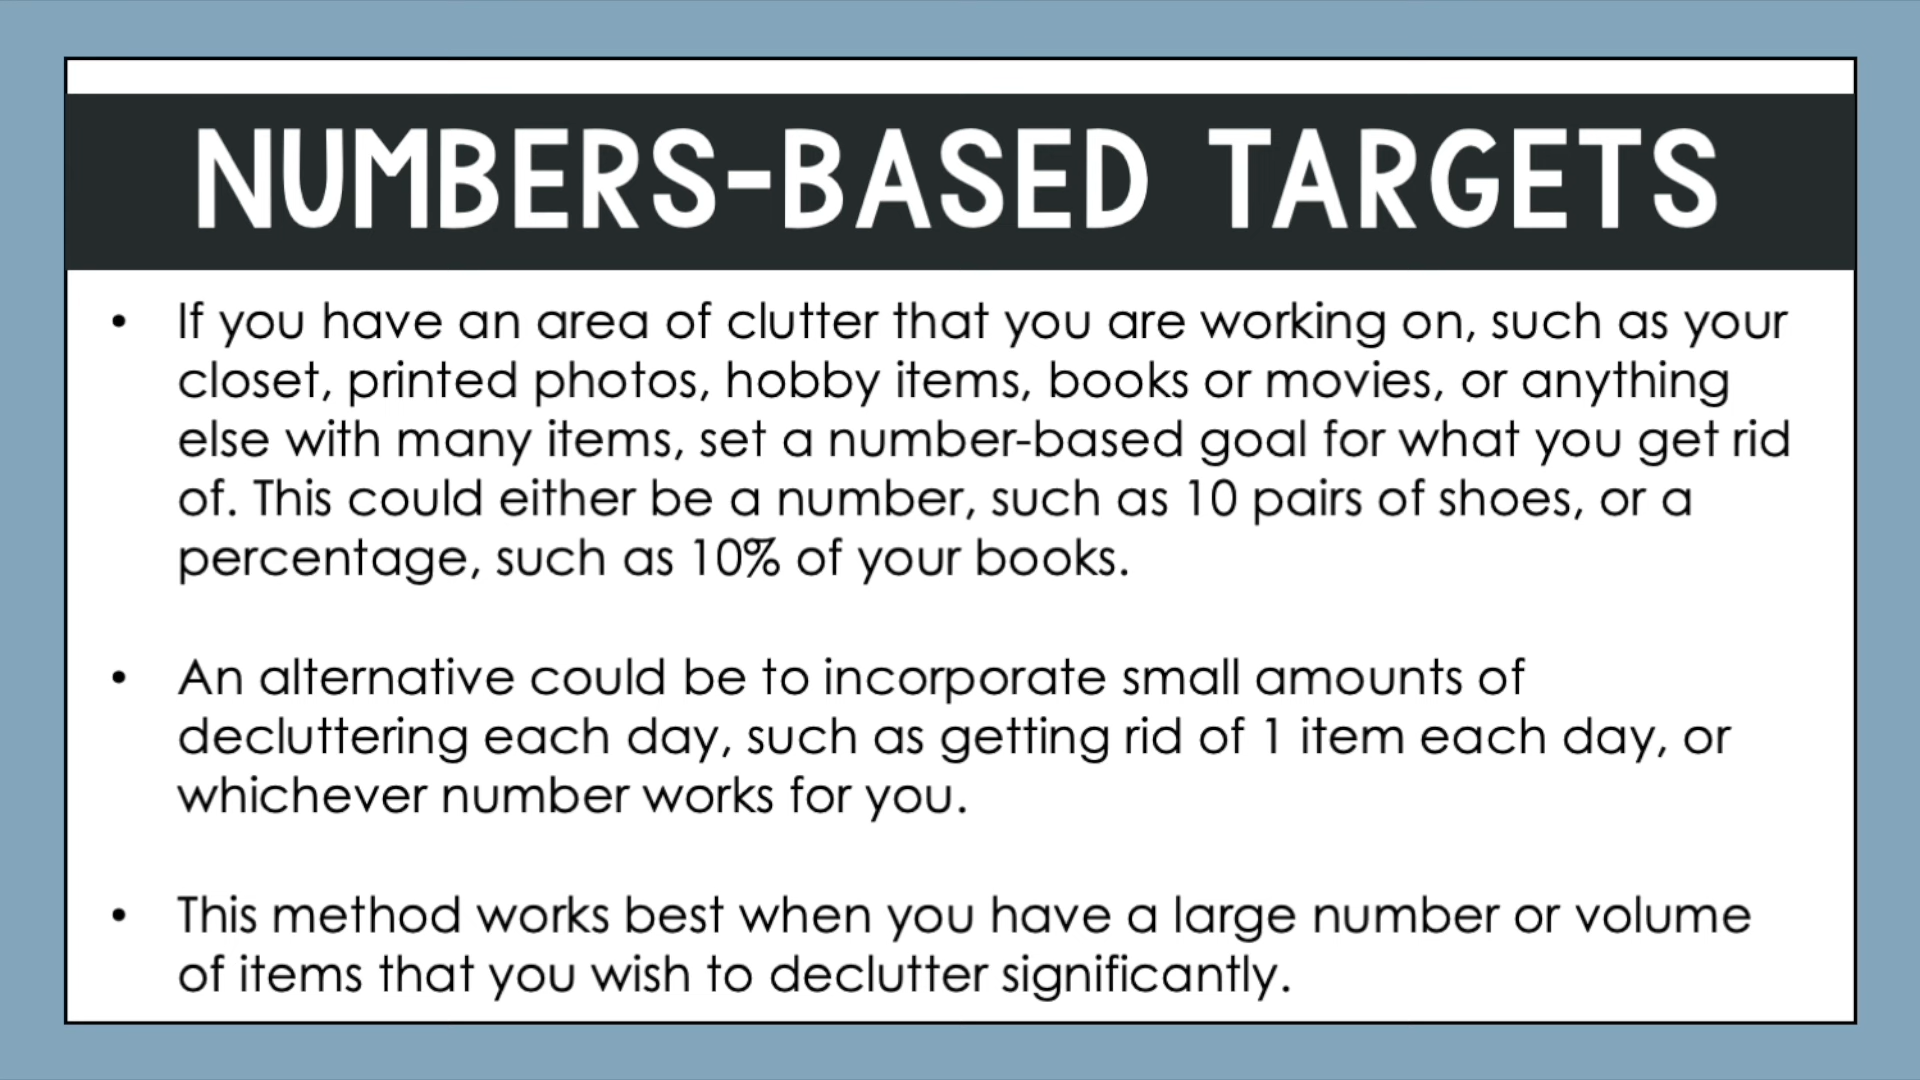 NUMBERS-BASED TARGETS
• If you have an area of clutter that you are working on, such as your
closet, printed photos, hobby items, books or movies, or anything
else with many items, set a number-based goal for what you get rid
of. This could either be a number, such as 10 pairs of shoes, or a
percentage, such as 10% of your books.
• An alternative could be to incorporate small amounts of
decluttering each day, such as getting rid of 1 item each day, or
whichever number works for you.
• This method works best when you have a large number or volume
of items that you wish to declutter significantly.